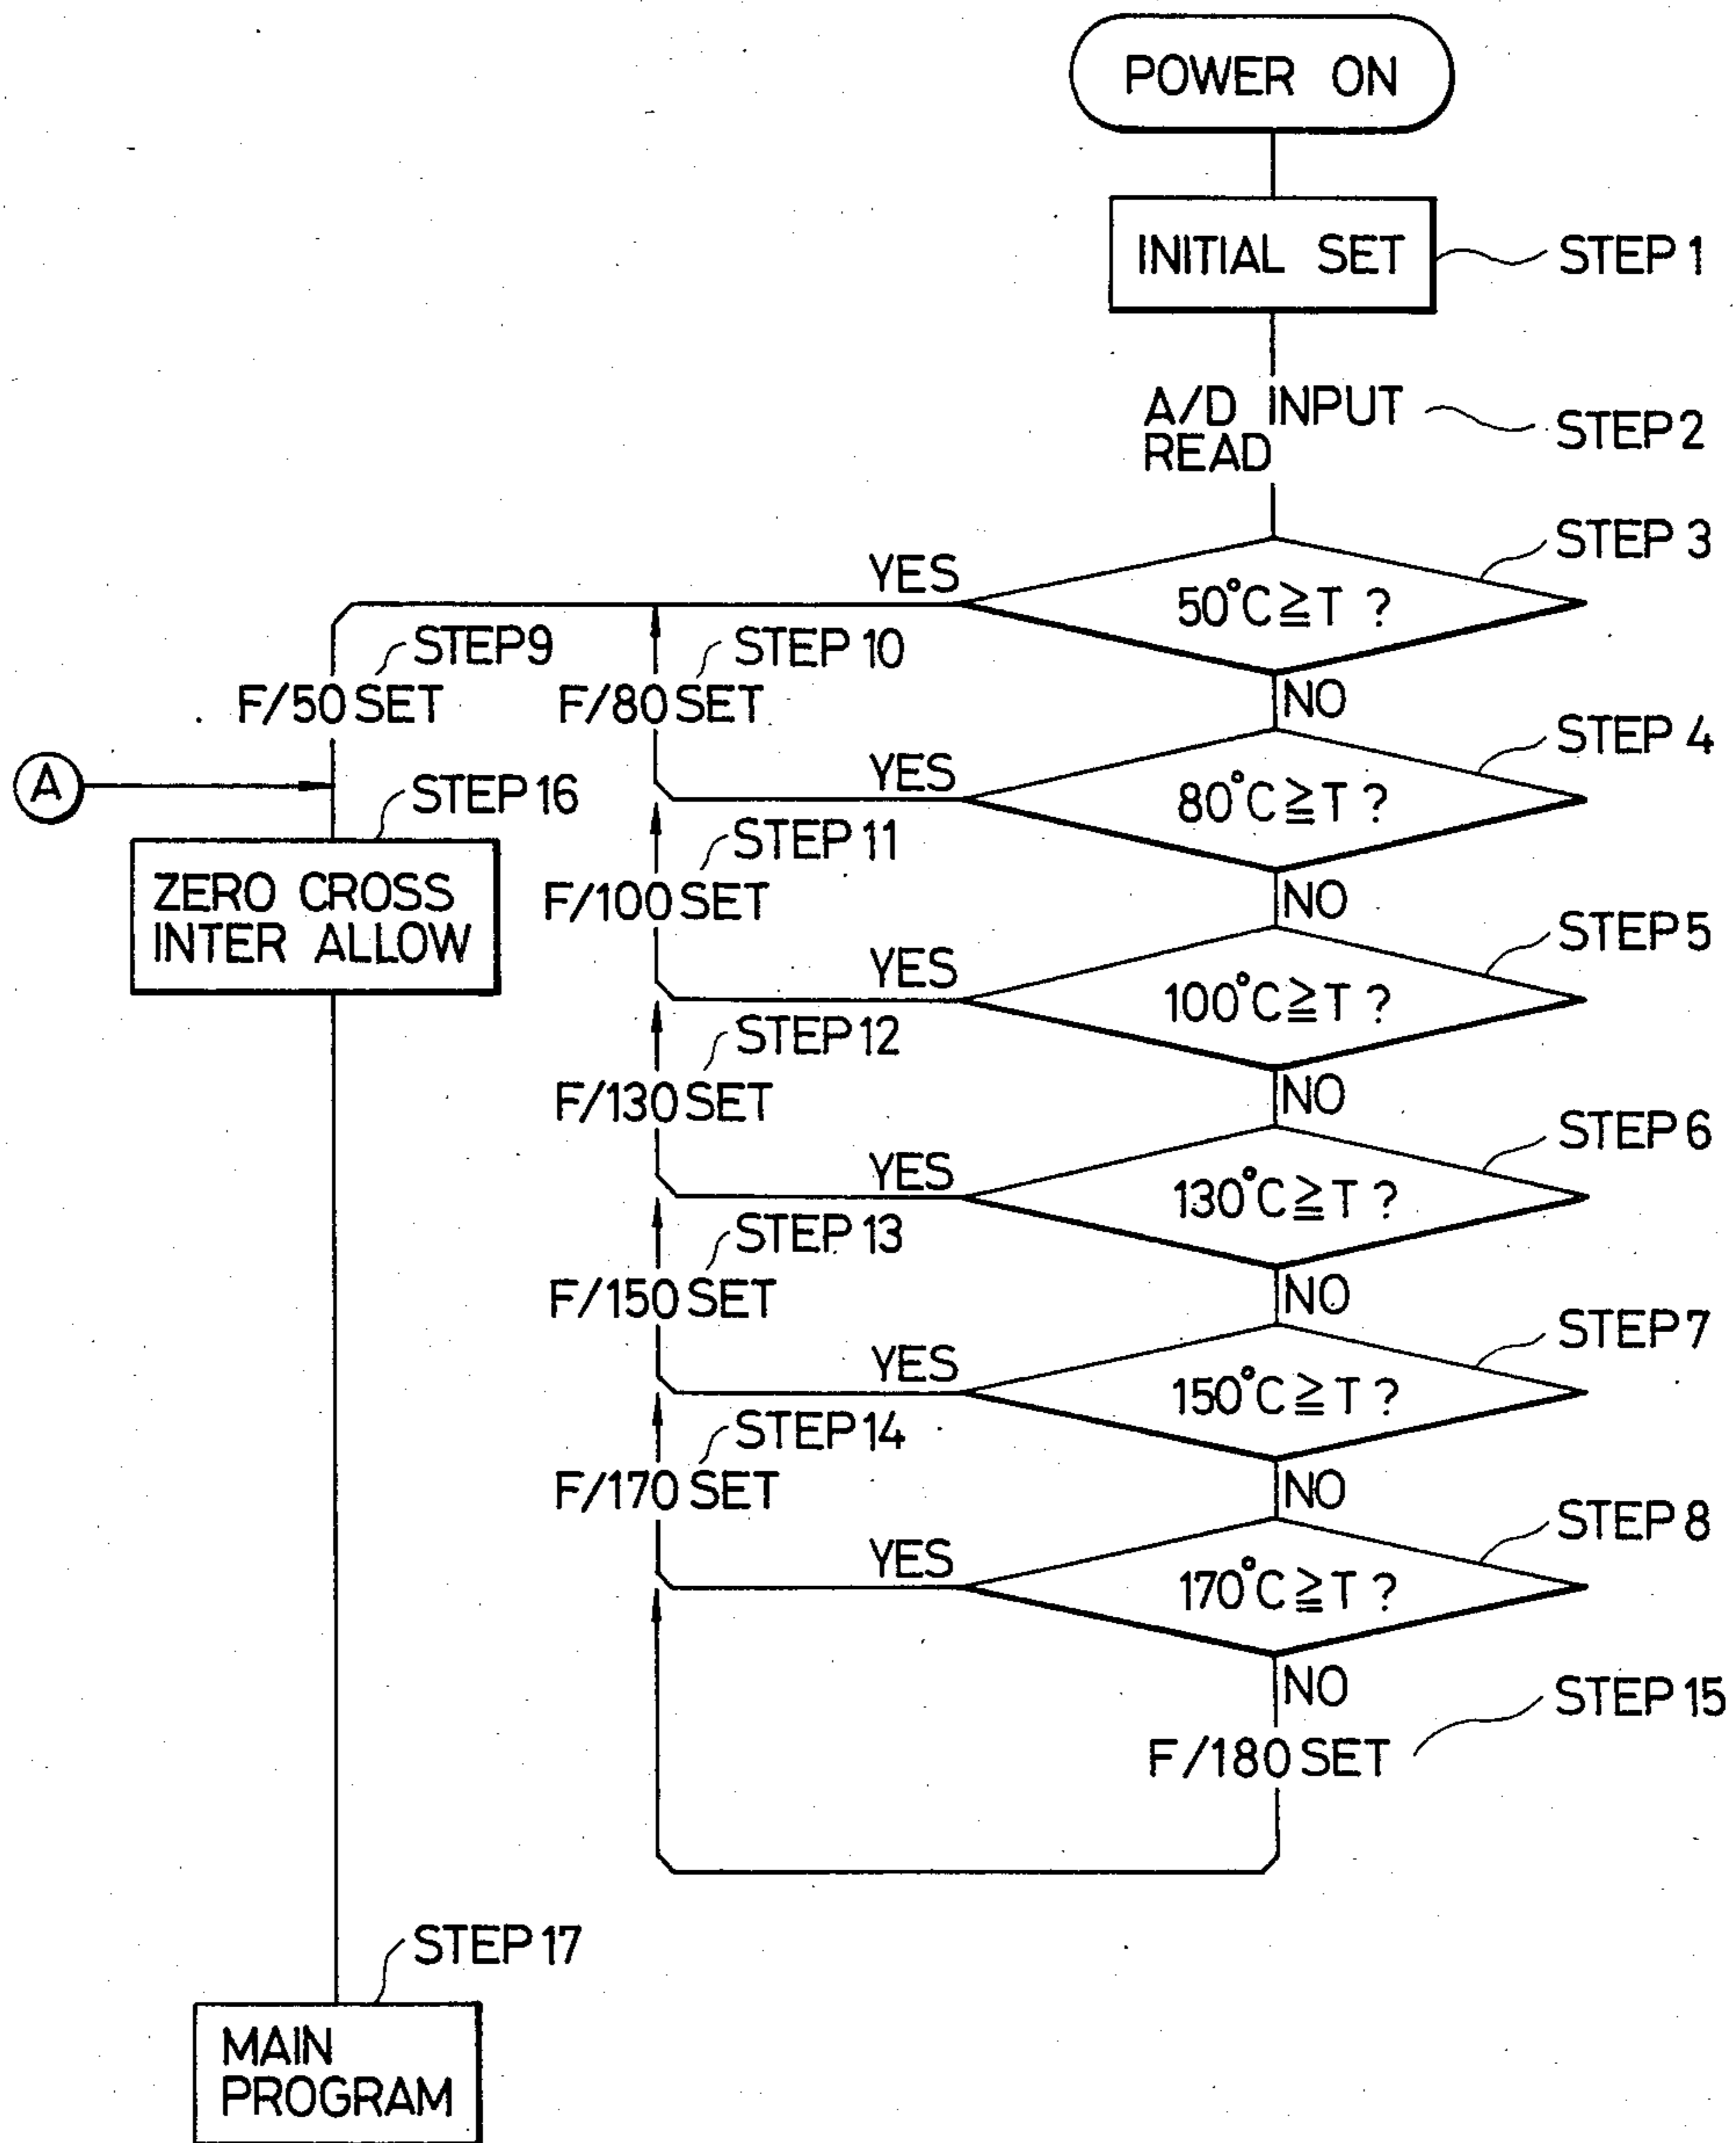 POWER ON
INITIAL SET
STEP 1
A/D INPUT
READ
STEP 2
STEP 3
YES
50°C≧T ?
STEP9
STEP 10
F/50 SET
F/80 SET
NO
STEP 4
A
YES
80°C≧T ?
STEP 16
STEP 11
ZERO CROSS
INTER ALLOW
F/100 SET
NO
STEP 5
YES
100°C≧T ?
STEP 12
F/130 SET
NO
STEP 6
YES
130°C≧T ?
STEP 13
F/150 SET
NO
STEP 7
YES
150°C≧T ?
STEP 14
F/170 SET
NO
STEP 8
YES
170°C≧T ?
NO
STEP 15
F/180 SET
STEP 17
MAIN
PROGRAM